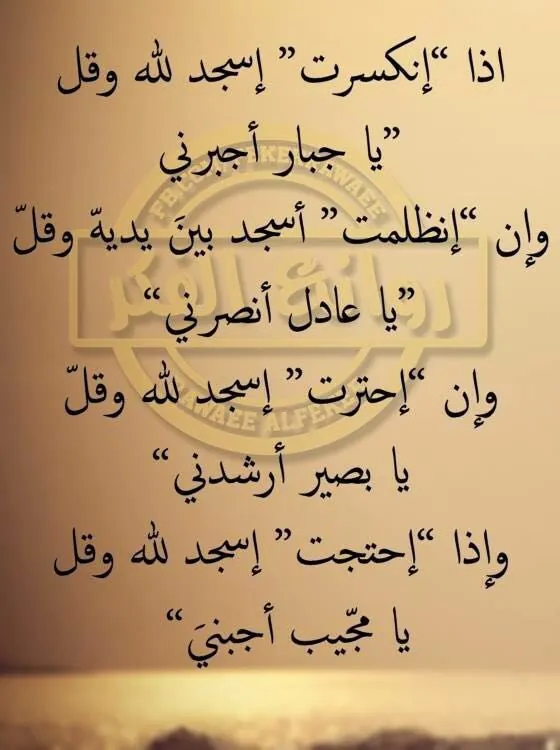 اذا “إنكسرت” إسجد لله وقل
”يا جبار أجبرني
وإن “إنظلمت” أسجد بينَ يديهّ وقلّ
”يا عادل أنصرني“
وإن “إحترت” إسجد لله وقلّ
يا بصير أرشدني“
وإذا “إحتجت” إسجد لله وقل
يا مجّيب أجبنيَ“
روائع الفكر
RAWAEE ALFEKER